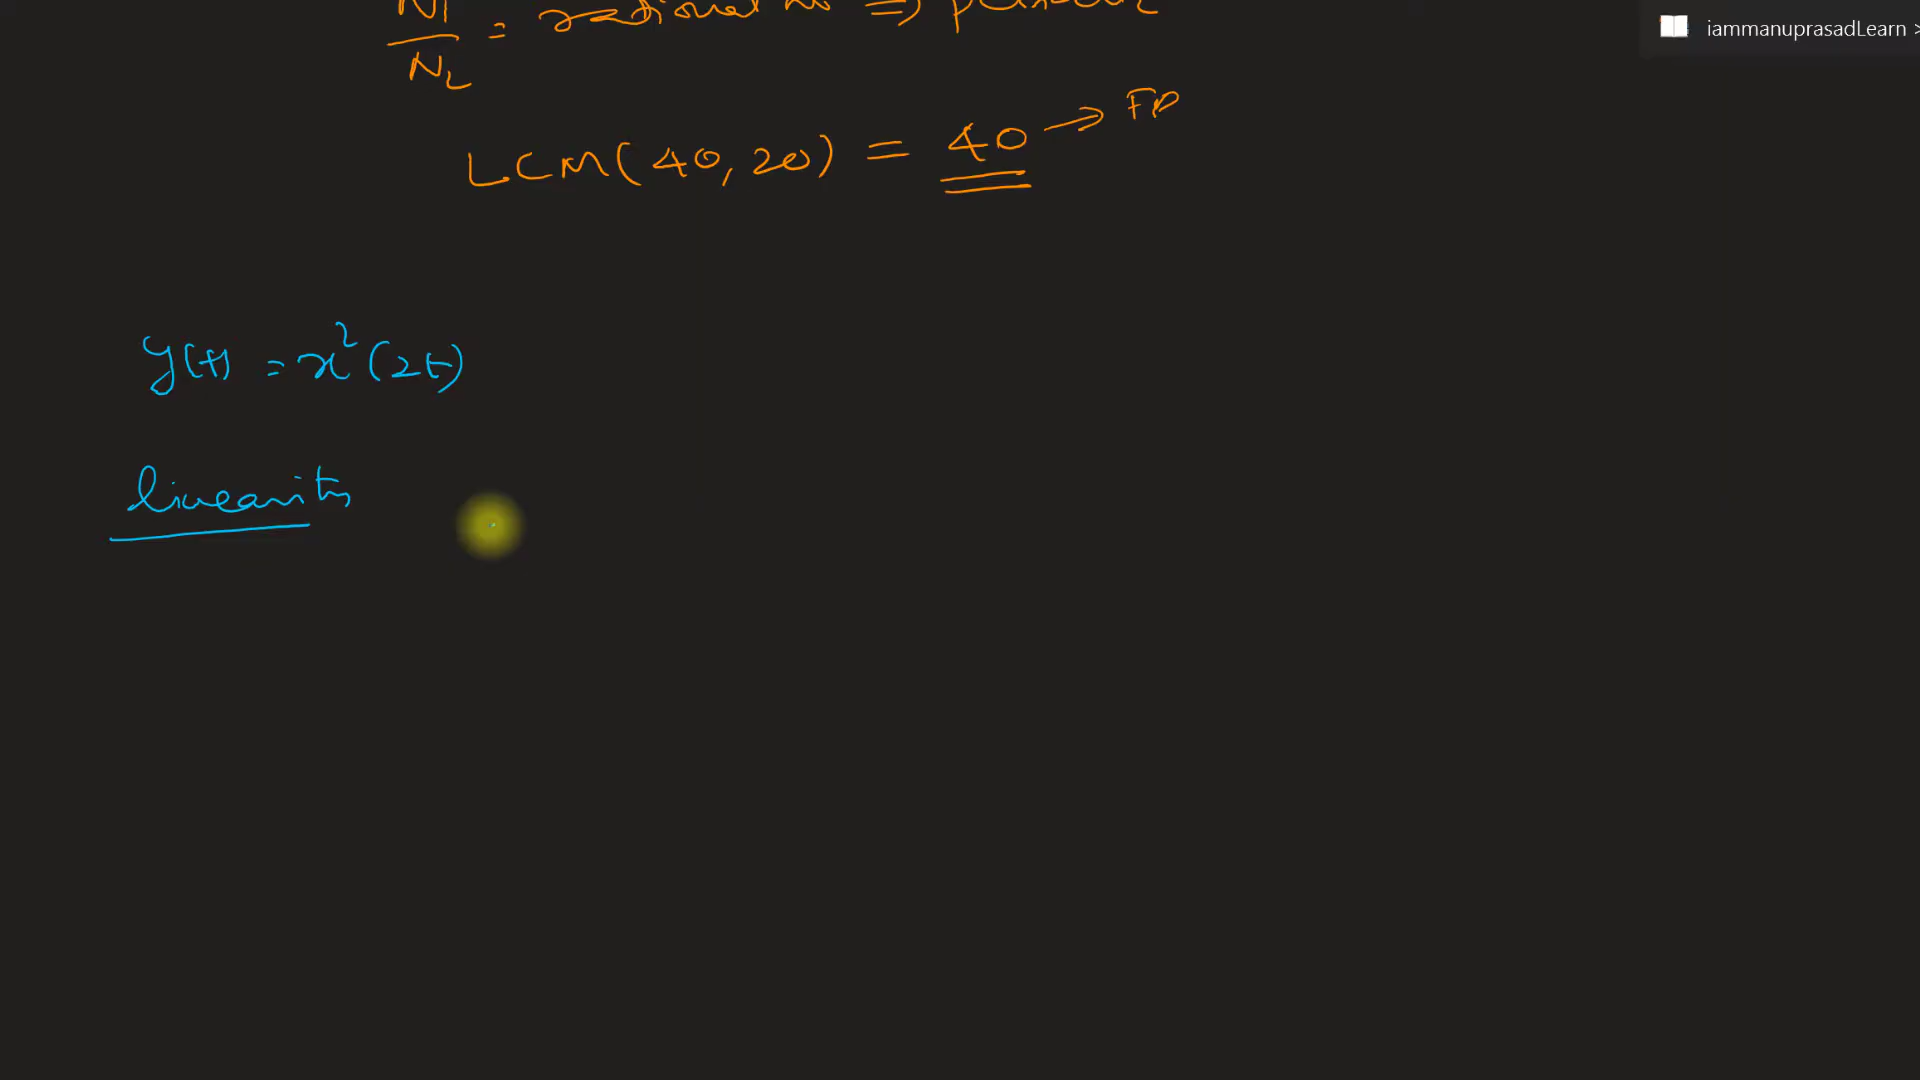 iammanuprasadLearn >
N1
— = rational no => periodic
N2
LCM(40, 20) = 40 → FP
y(t) = x²(2t)
linearity